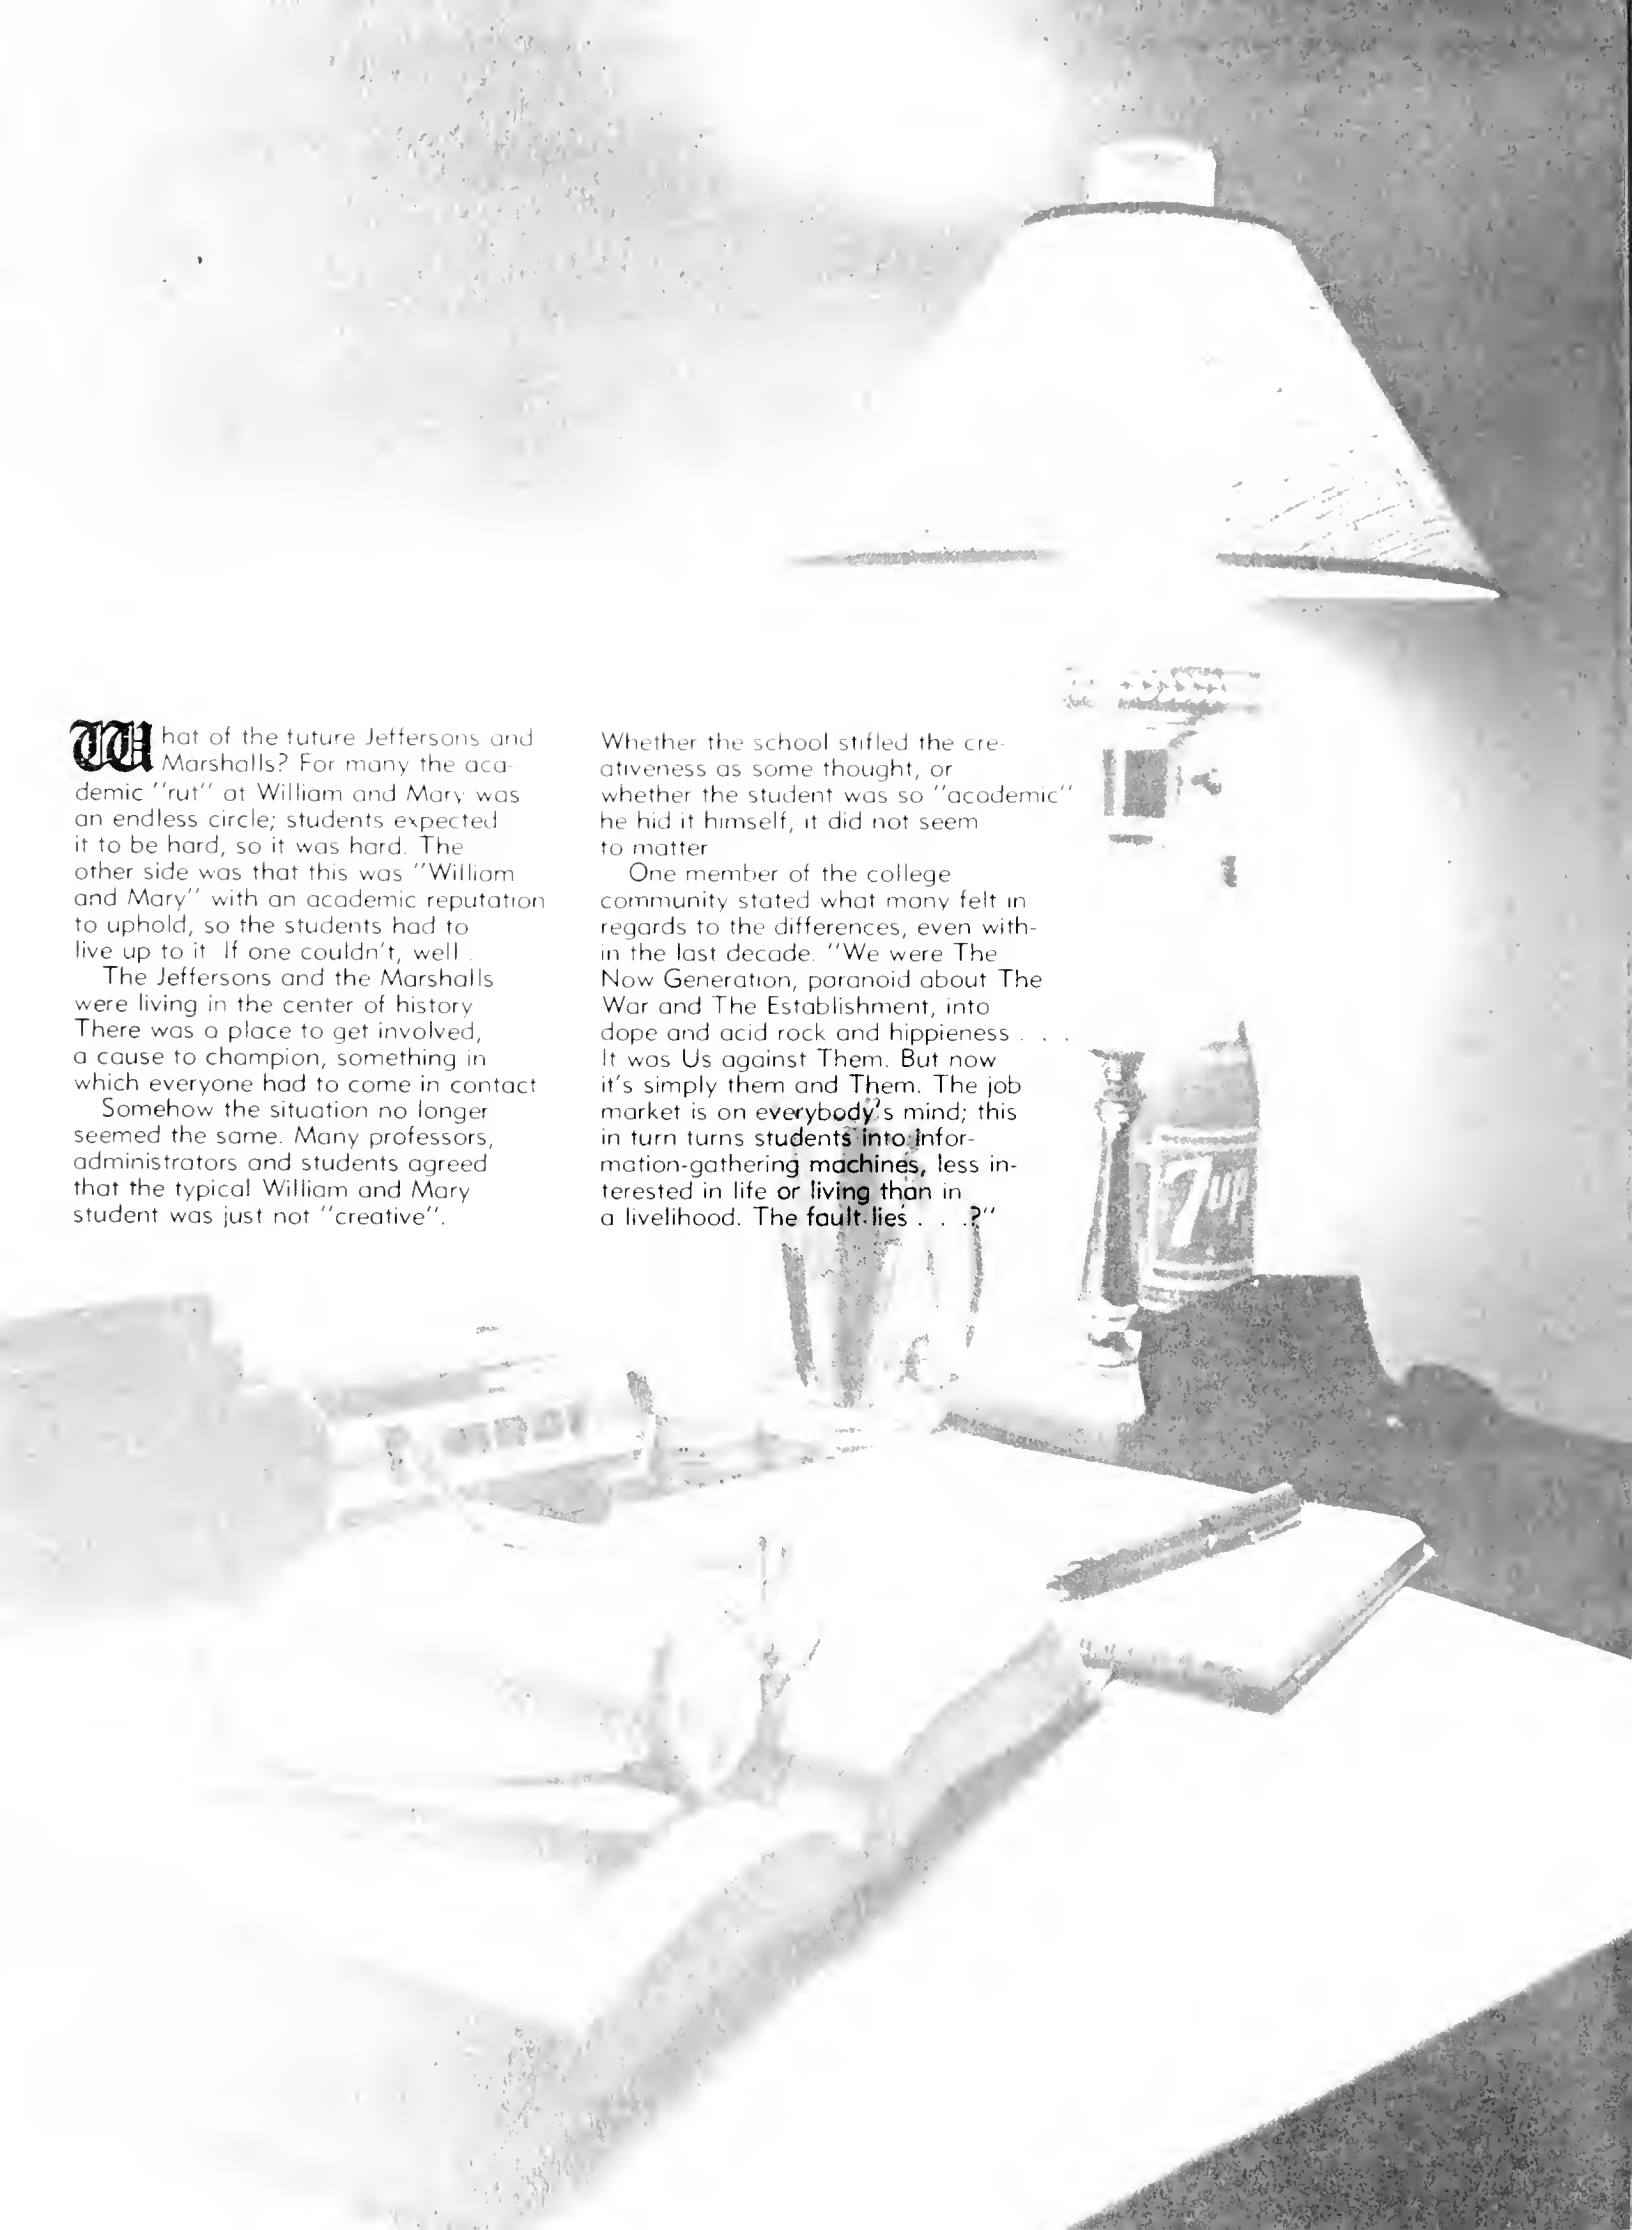 What of the future Jeffersons and
Marshalls? For many the aca-
demic "rut" at William and Mary was
an endless circle; students expected
it to be hard, so it was hard. The
other side was that this was "William
and Mary" with an academic reputation
to uphold, so the students had to
live up to it If one couldn't, well .
The Jeffersons and the Marshalls
were living in the center of history
There was a place to get involved,
a cause to champion, something in
which everyone had to come in contact
Somehow the situation no longer
seemed the same. Many professors,
administrators and students agreed
that the typical William and Mary
student was just not "creative".
Whether the school stifled the cre-
ativeness as some thought, or
whether the student was so "academic"
he hid it himself, it did not seem
to matter
One member of the college
community stated what many felt in
regards to the differences, even with-
in the last decade. "We were The
Now Generation, paranoid about The
War and The Establishment, into
dope and acid rock and hippieness . . .
It was Us against Them. But now
it's simply them and Them. The job
market is on everybody's mind; this
in turn turns students into infor-
mation-gathering machines, less in-
terested in life or living than in
a livelihood. The fault lies . . .?"
7up